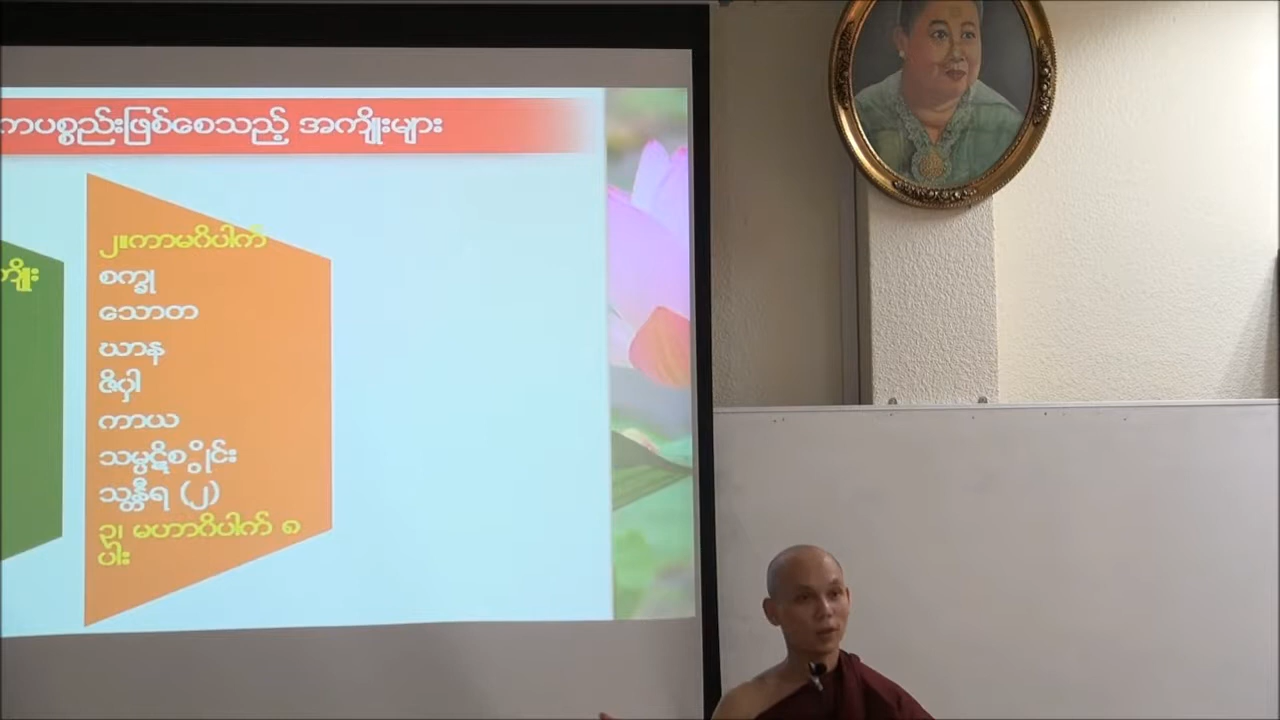 ကပစ္စည်းဖြစ်စေသည့် အကျိုးများ
ကျိုး
၂။ကာမဝိပါက်
စက္ခု
သောတ
ဃာန
ဇိဝှါ
ကာယ
သမ္ပဋိစ္ဆိုင်း
သန္တီရ (၂)
၃၊ မဟာဝိပါက် ၈
ပါး